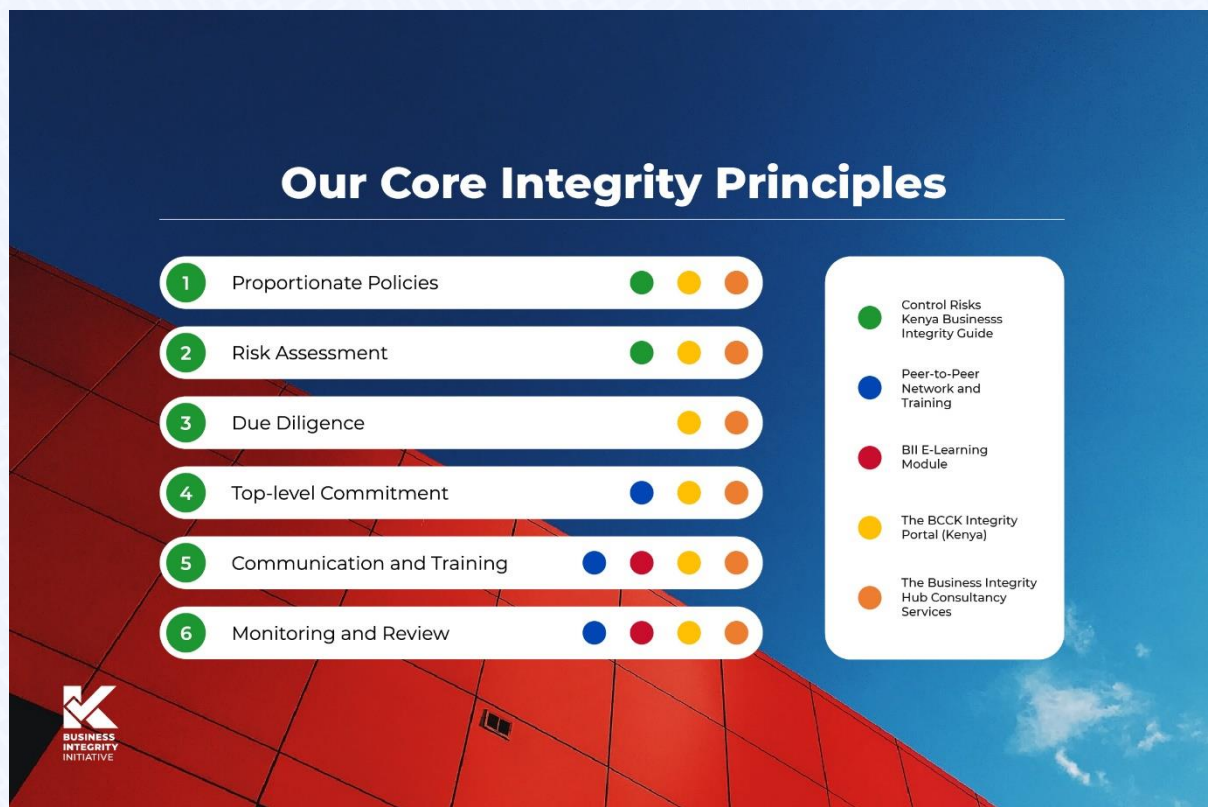 Our Core Integrity Principles
1 Proportionate Policies
2 Risk Assessment
3 Due Diligence
4 Top-level Commitment
5 Communication and Training
6 Monitoring and Review
Control Risks
Kenya Businesss
Integrity Guide
Peer-to-Peer
Network and
Training
BII E-Learning
Module
The BCCK Integrity
Portal (Kenya)
The Business Integrity
Hub Consultancy
Services
BUSINESS
INTEGRITY
INITIATIVE